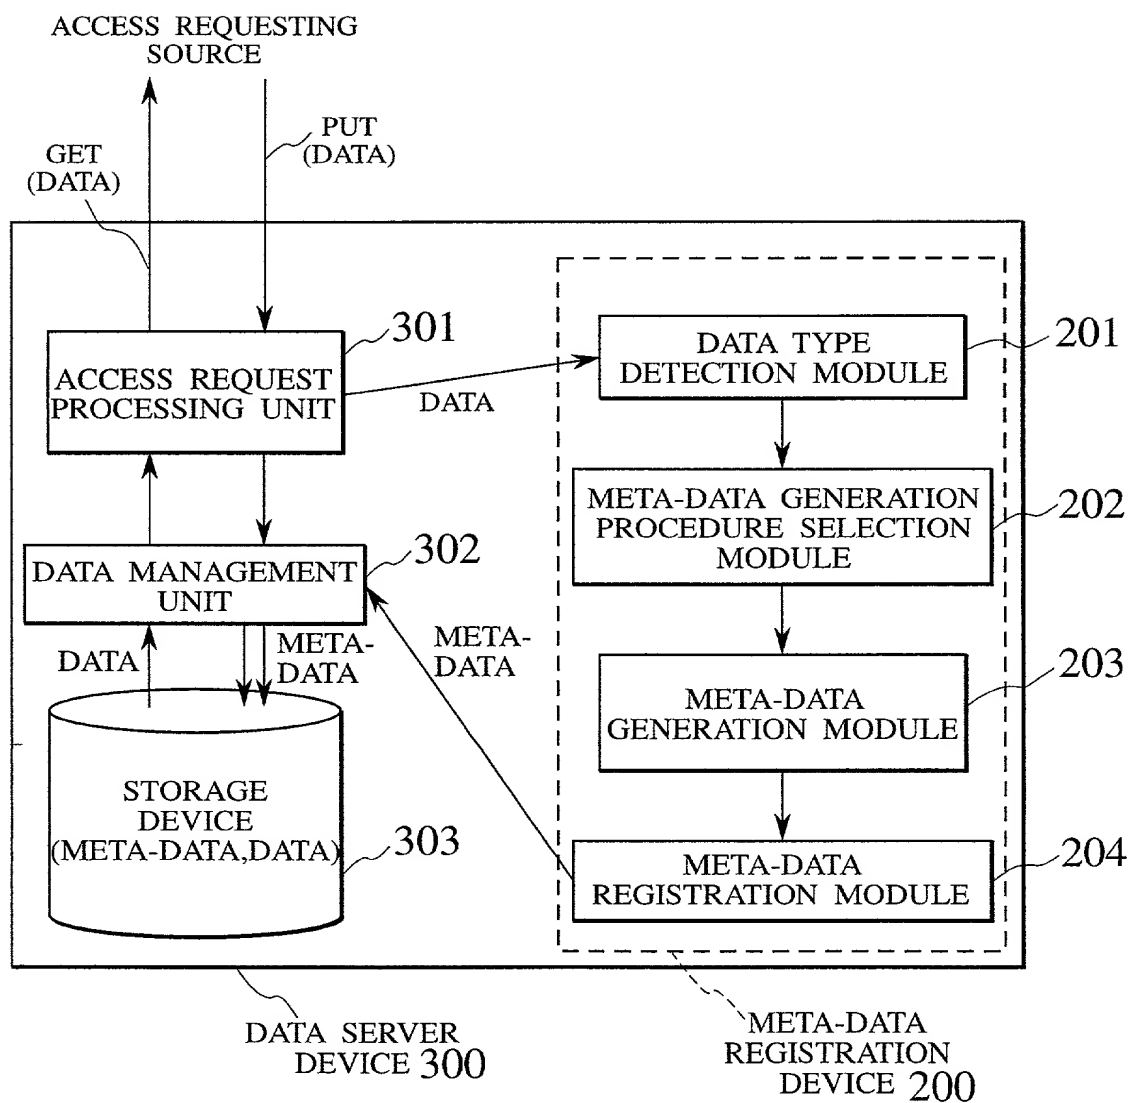 ACCESS REQUESTING
SOURCE
PUT
(DATA)
GET
(DATA)
301
201
ACCESS REQUEST
PROCESSING UNIT
DATA
DATA TYPE
DETECTION MODULE
META-DATA GENERATION
PROCEDURE SELECTION
MODULE
202
302
DATA MANAGEMENT
UNIT
DATA
META-
DATA
META-
DATA
203
META-DATA
GENERATION MODULE
STORAGE
DEVICE
(META-DATA,DATA)
303
META-DATA
REGISTRATION MODULE
204
DATA SERVER
DEVICE 300
META-DATA
REGISTRATION
DEVICE 200